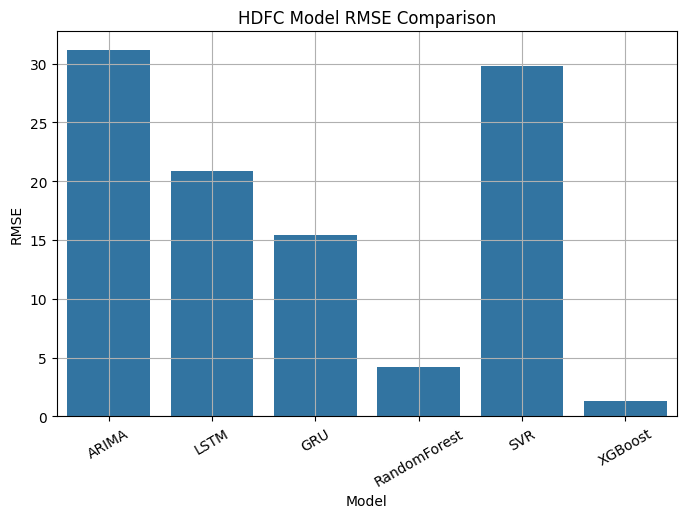 HDFC Model RMSE Comparison
RMSE
30
25
20
15
10
5
0
ARIMA
LSTM
GRU
RandomForest
SVR
XGBoost
Model